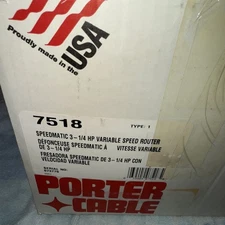 Proudly made in the
USA
7518
TYPE: 1
SPEEDMATIC 3-1/4 HP VARIABLE SPEED ROUTER
DÉFONCEUSE SPEEDMATIC À VITESSE VARIABLE
DE 3-1/4 HP
FRESADORA SPEEDMATIC DE 3-1/4 HP CON
VELOCIDAD VARIABLE
PORTER
CABLE